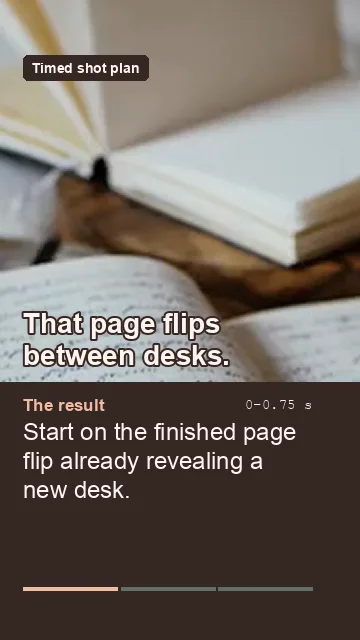 Timed shot plan
That page flips
between desks.
The result
0–0.75 s
Start on the finished page
flip already revealing a
new desk.